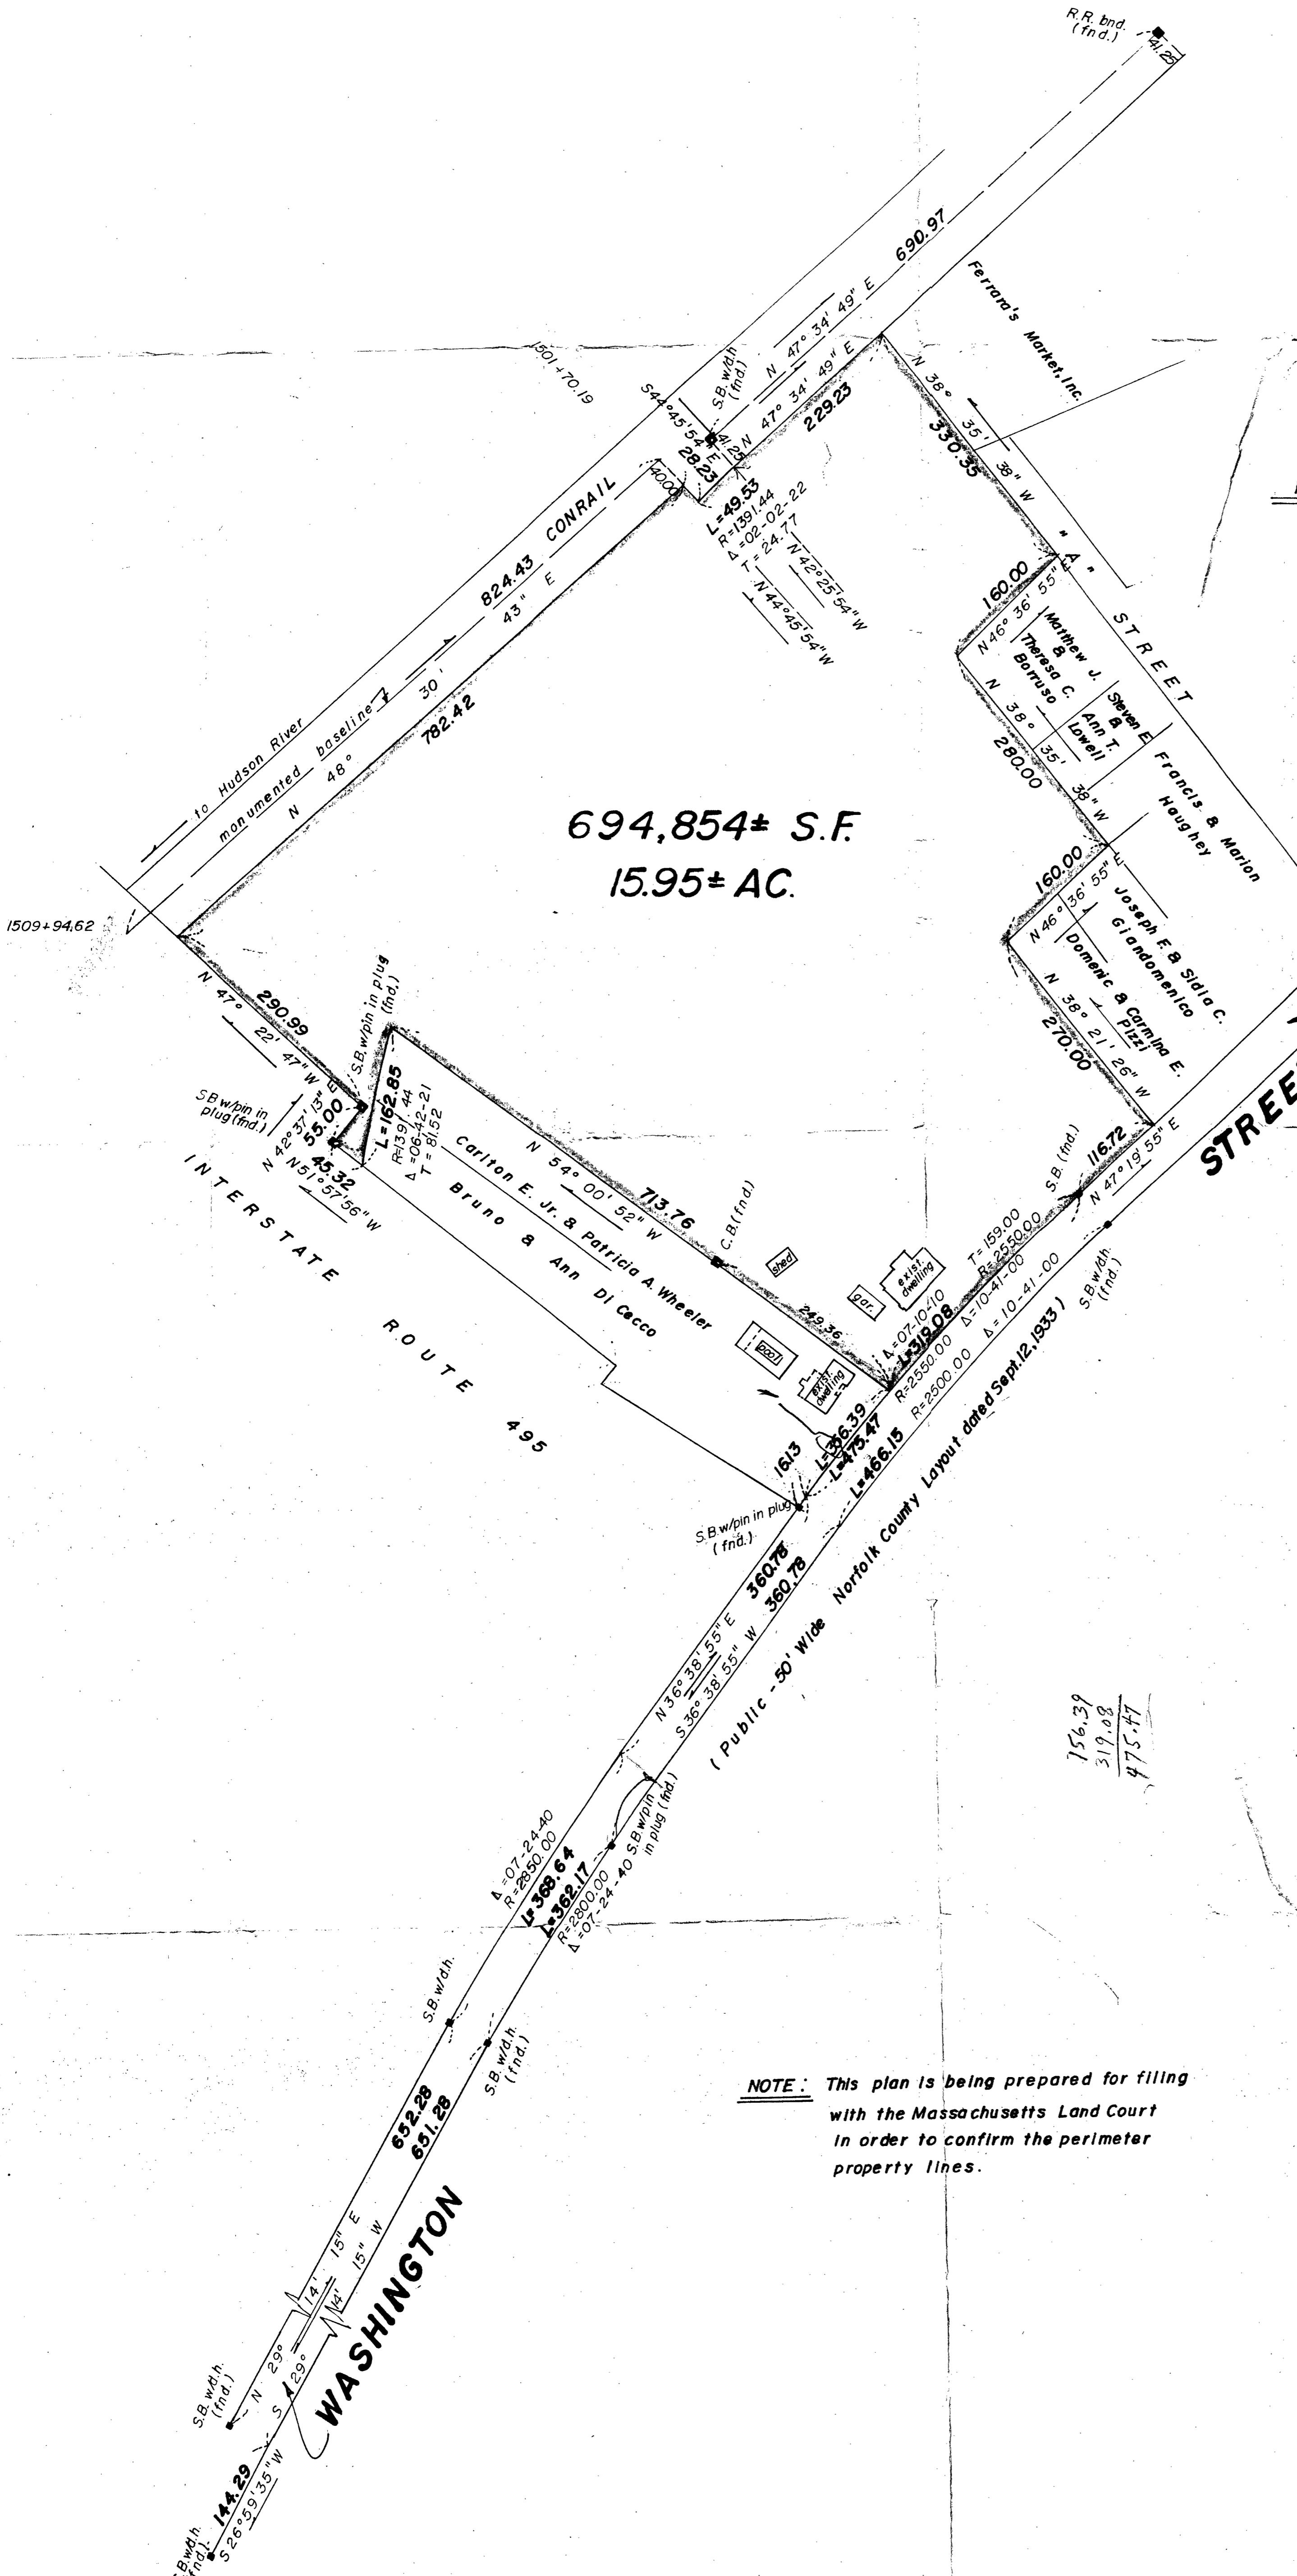 R.R. bnd.
(fnd.)
41.25
690.97
N 47° 34' 49" E
Ferrara's Market, Inc.
1501+70.19
S.B. w/d.h
(fnd.)
S44°45'54"E
28.23
41.25
N 47° 34' 49" E
229.23
N 38° 35' 38" W
330.35
40.00
L=49.53
R=1391.44
Δ=02-02-22
T=24.77
N 42°25'54"W
N 44°45'54"W
824.43 CONRAIL
to Hudson River
monumented baseline
N 48° 30' 43" E
782.42
"A" STREET
160.00
N 46° 36' 55" E
Matthew J.
&
Theresa C.
Borruso
Steven E.
&
Ann T.
Lowell
Francis & Marion
Haughey
N 38° 35' 38" W
280.00
694,854± S.F.
15.95± AC.
160.00
N 46° 36' 55" E
Joseph F. & Sidia C.
Giandomenico
Domenic & Carmina E.
Pizzi
N 38° 21' 26" W
270.00
1509+94.62
N 47° 22' 47" W
290.99
S.B. w/pin in plug
(fnd.)
S.B w/pin in
plug (fnd.)
N 42°37'13" E
55.00
45.32
N 51°57'56" W
L=162.85
R=1391.44
Δ=06-42-21
T=81.52
INTERSTATE ROUTE 495
N 54° 00' 52" W
713.76
Carlton E. Jr. & Patricia A. Wheeler
Bruno & Ann Di Cecco
C.B. (fnd.)
shed
gar.
exist.
dwelling
249.36
pool
exist.
dwelling
S.B. (fnd.)
116.72
N 47° 19' 55" E
STREE
T=159.00
R=2550.00
Δ=10-41-00
Δ=07-10-10
L=319.08
R=2550.00
Δ=10-41-00
R=2500.00
S.B. w/d.h.
(fnd.)
16.13
L=156.39
L=475.47
L=466.15
S.B. w/pin in plug
(fnd.)
(Public - 50' Wide Norfolk County Layout dated Sept. 12, 1933)
360.78
360.78
N 36° 38' 55" E
S 36° 38' 55" W
156.39
319.08
475.47
Δ=07-24-40
R=2850.00
L=368.64
L=362.17
R=2800.00
Δ=07-24-40
S.B. w/pin
in plug (fnd.)
S.B. w/d.h.
S.B. w/d.h.
(fnd.)
NOTE: This plan is being prepared for filing
with the Massachusetts Land Court
in order to confirm the perimeter
property lines.
652.28
651.28
N 29° 14' 15" E
S 29° 14' 15" W
WASHINGTON
S.B. w/d.h.
(fnd.)
144.29
S 26°59'35" W
S.B. w/d.h.
(fnd.)